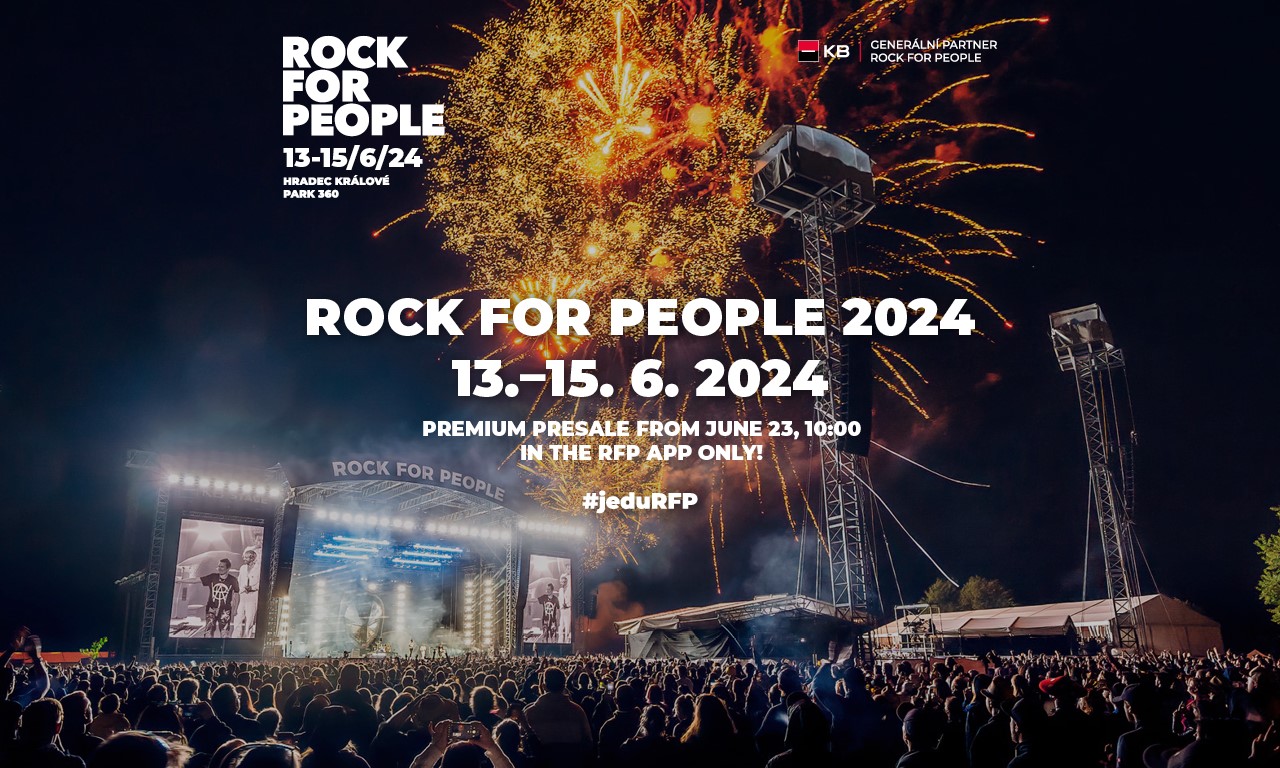 ROCK
FOR
PEOPLE
13-15/6/24
HRADEC KRÁLOVÉ
PARK 360
KB
GENERÁLNÍ PARTNER
ROCK FOR PEOPLE
ROCK FOR PEOPLE 2024
13.–15. 6. 2024
PREMIUM PRESALE FROM JUNE 23, 10:00
IN THE RFP APP ONLY!
ROCK FOR PEOPLE
#jeduRFP